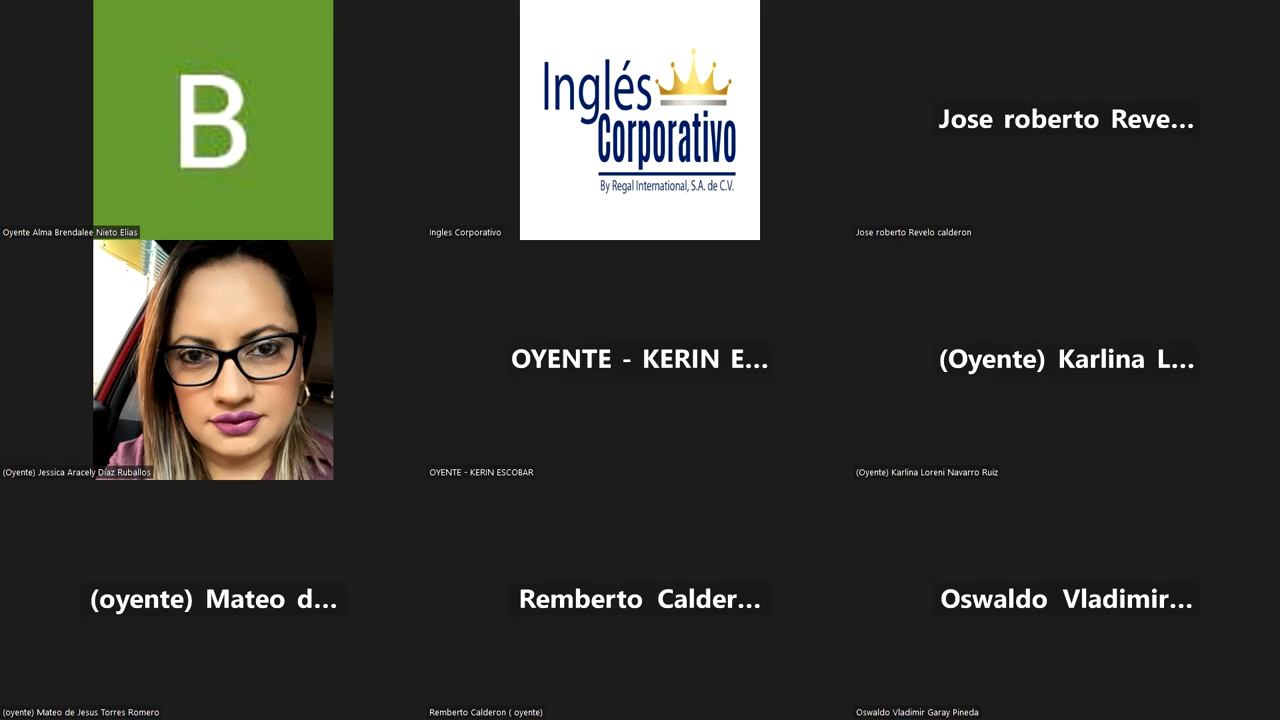 B
Oyente Alma Brendalee Nieto Elias
Inglés
Corporativo
By Regal International, S.A. de C.V.
Ingles Corporativo
Jose roberto Reve...
Jose roberto Revelo calderon
(Oyente) Jessica Aracely Díaz Ruballos
OYENTE - KERIN E...
OYENTE - KERIN ESCOBAR
(Oyente) Karlina L...
(Oyente) Karlina Loreni Navarro Ruiz
(oyente) Mateo d...
(oyente) Mateo de Jesus Torres Romero
Remberto Calder...
Remberto Calderon ( oyente)
Oswaldo Vladimir...
Oswaldo Vladimir Garay Pineda